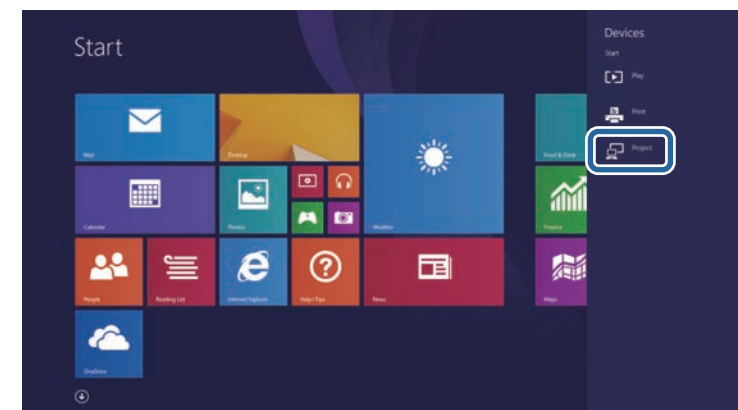 Start
Devices
Start
Play
Print
Project
Mail
Desktop
Weather
Food & Drink
Calendar
Photos
Finance
People
Reading List
Internet Explorer
Help+Tips
News
Maps
OneDrive